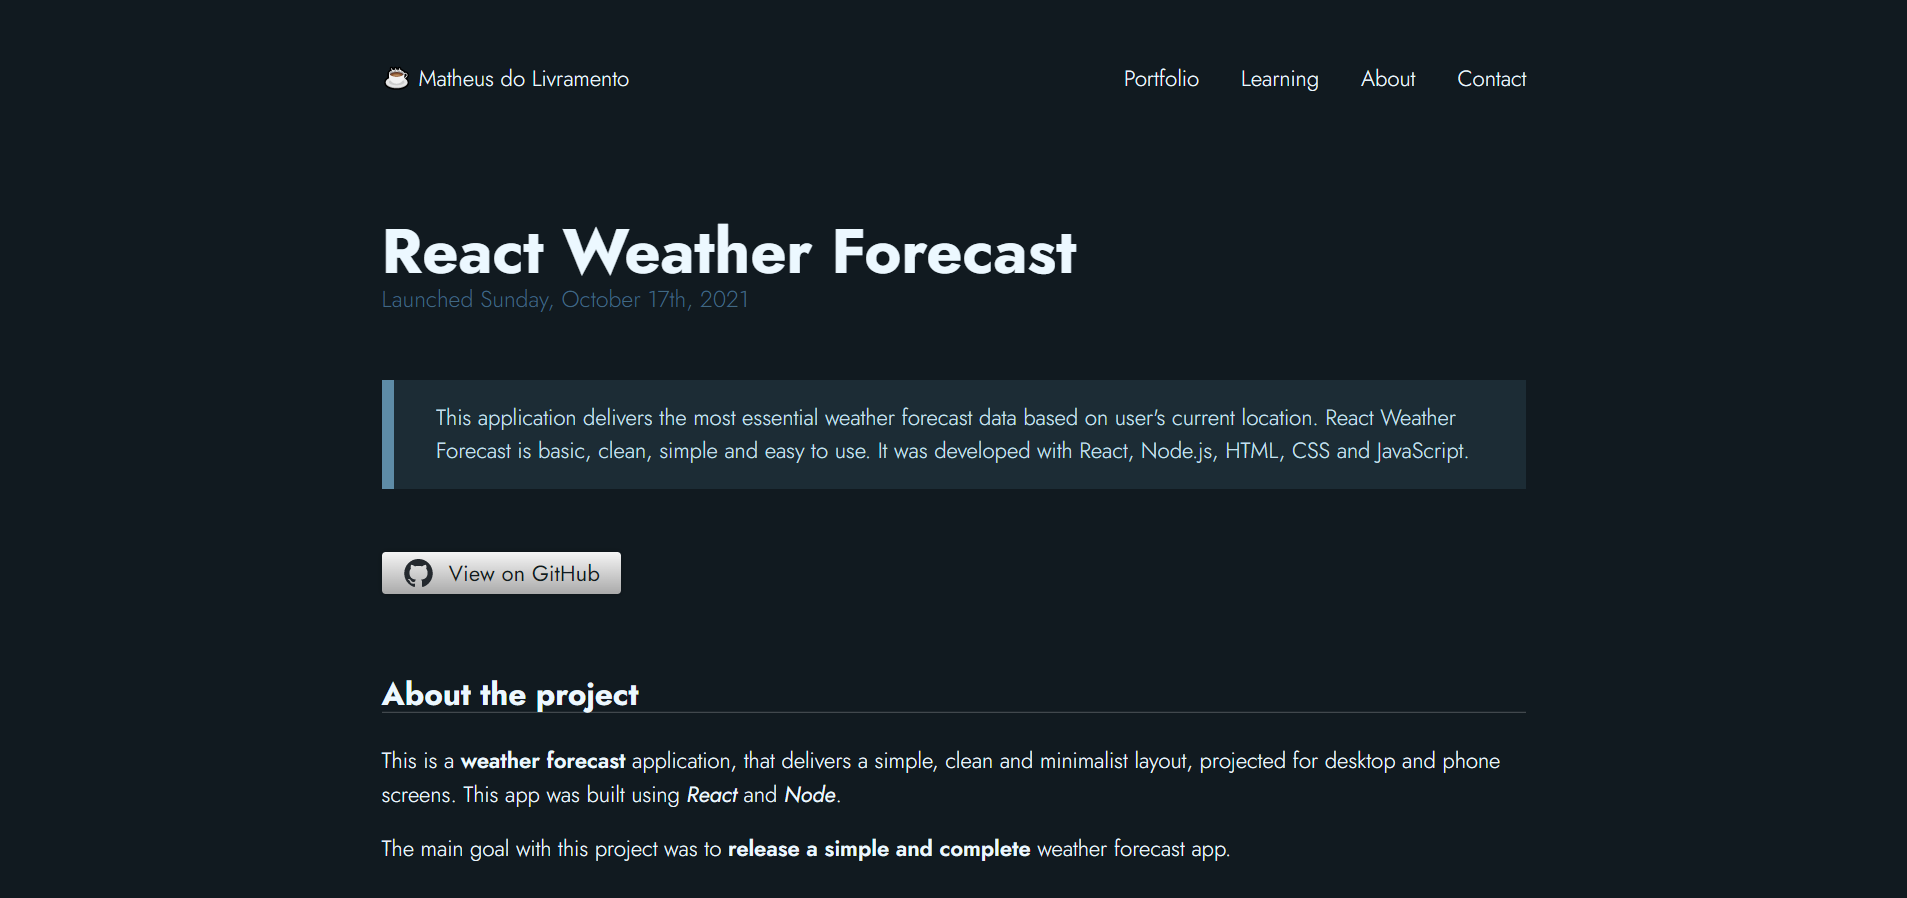 Matheus do Livramento
Portfolio Learning About Contact
React Weather Forecast
Launched Sunday, October 17th, 2021
This application delivers the most essential weather forecast data based on user's current location. React Weather
Forecast is basic, clean, simple and easy to use. It was developed with React, Node.js, HTML, CSS and JavaScript.
View on GitHub
About the project
This is a weather forecast application, that delivers a simple, clean and minimalist layout, projected for desktop and phone
screens. This app was built using React and Node.
The main goal with this project was to release a simple and complete weather forecast app.